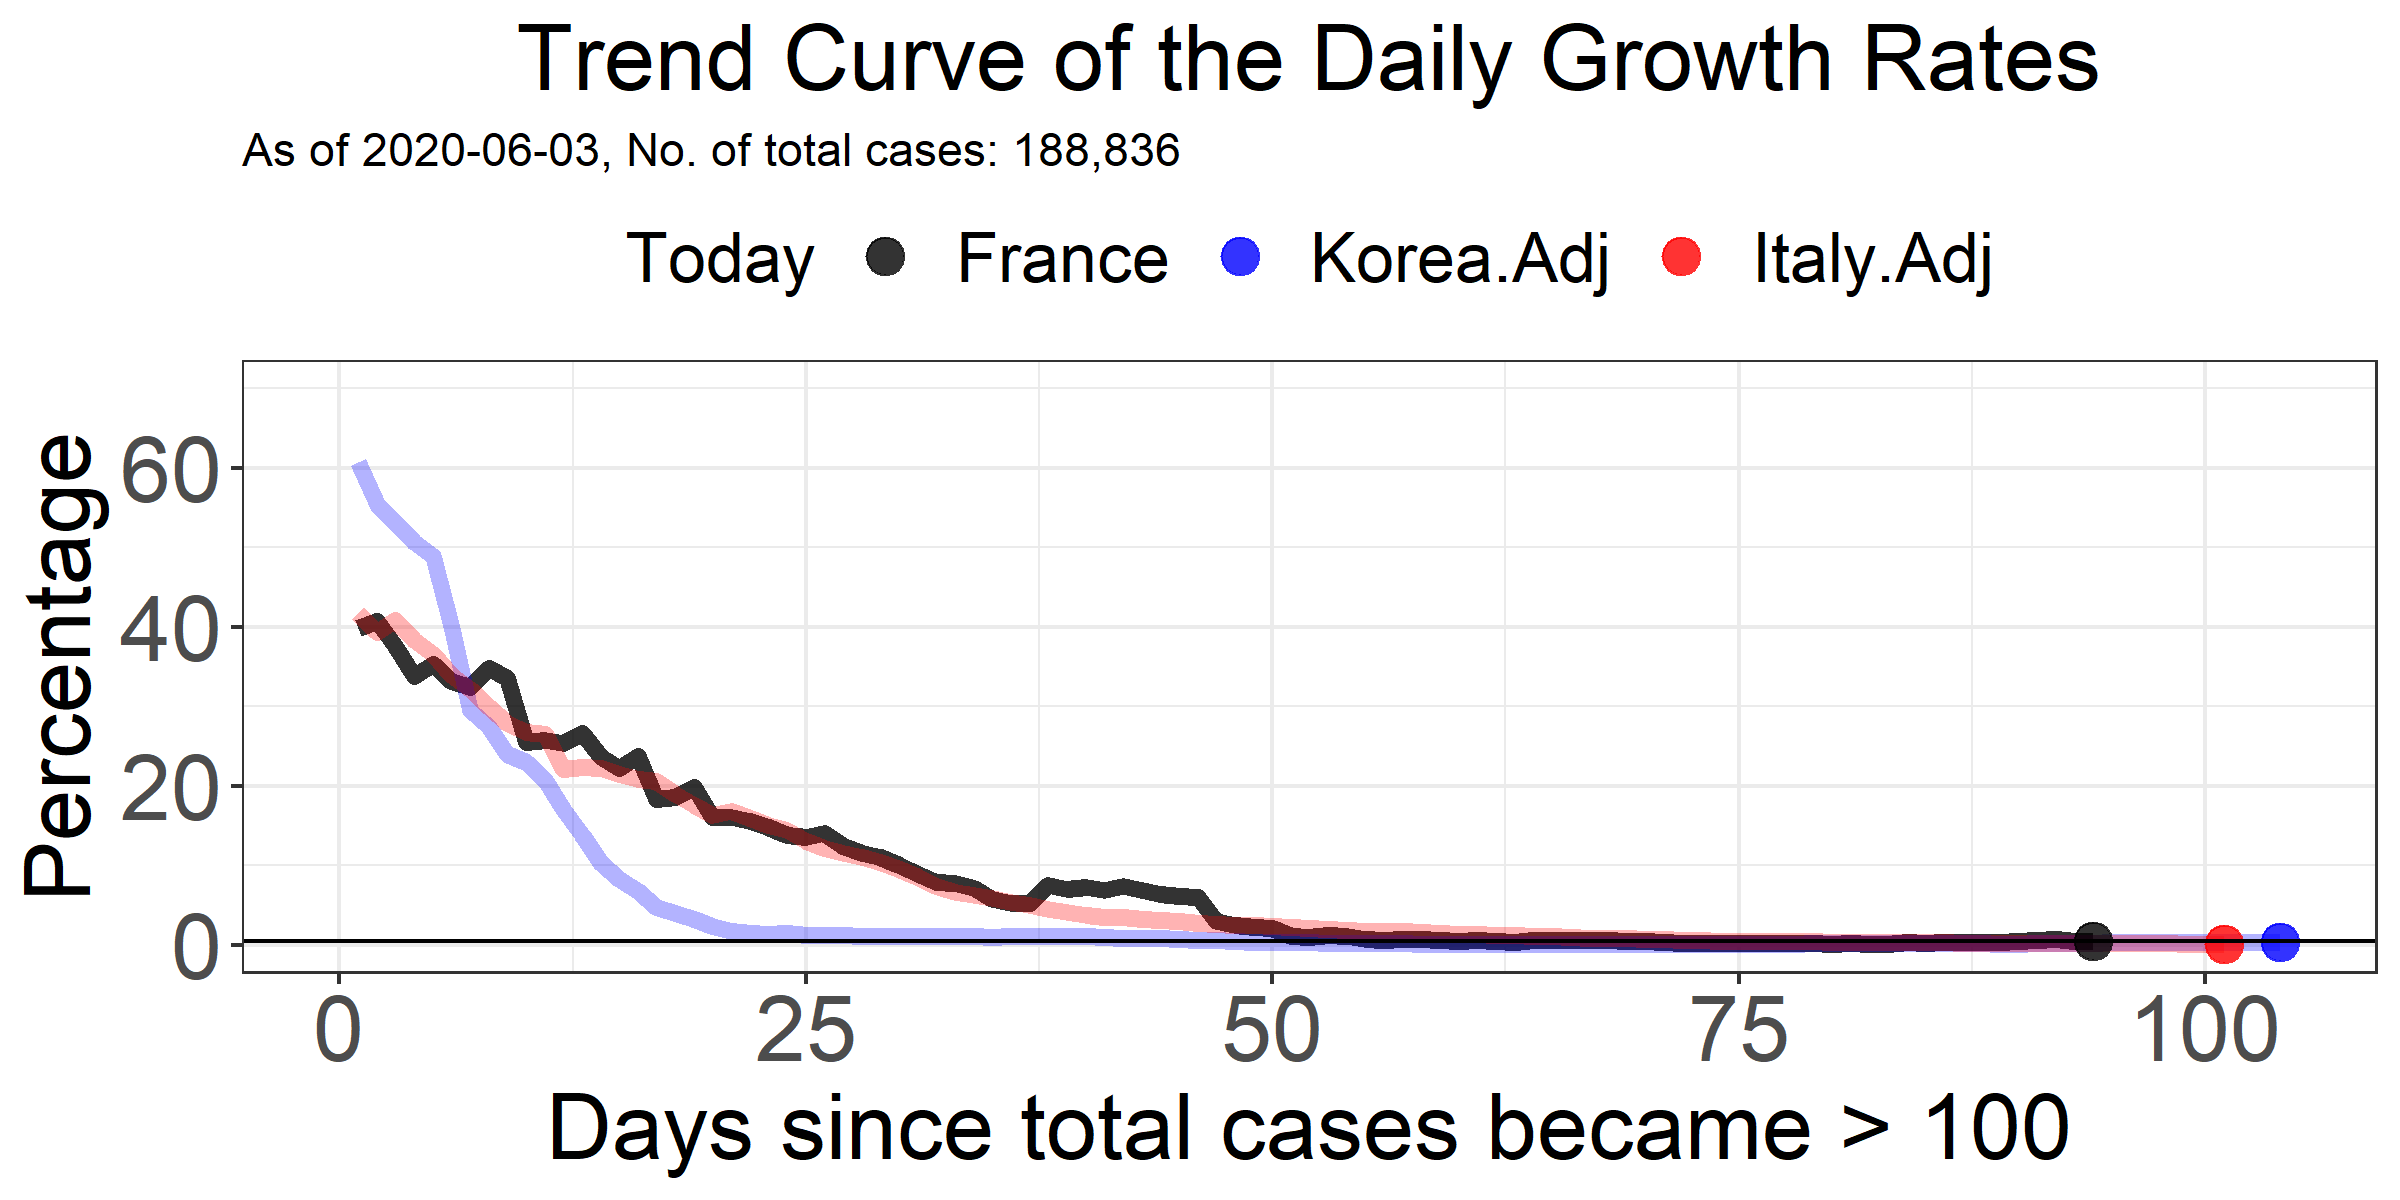 Trend Curve of the Daily Growth Rates
As of 2020-06-03, No. of total cases: 188,836
Today France Korea.Adj Italy.Adj
Percentage
60
40
20
0
0 25 50 75 100
Days since total cases became > 100